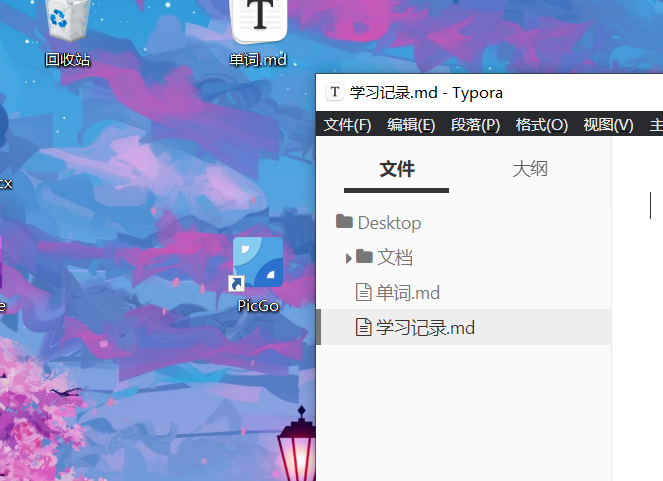 回收站
单词.md
学习记录.md - Typora
文件(F) 编辑(E) 段落(P) 格式(O) 视图(V) 主
文件 大纲
cx
Desktop
文档
单词.md
e
PicGo
学习记录.md